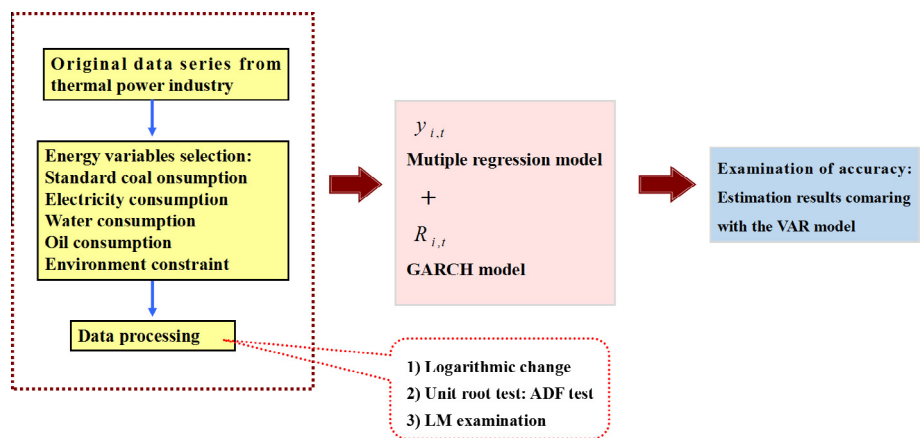 Original data series from
thermal power industry
Energy variables selection:
Standard coal onsumption
Electricity consumption
Water consumption
Oil consumption
Environment constraint
Data processing
1) Logarithmic change
2) Unit root test: ADF test
3) LM examination
y i,t
Mutiple regression model
+
R i,t
GARCH model
Examination of accuracy:
Estimation results comaring
with the VAR model